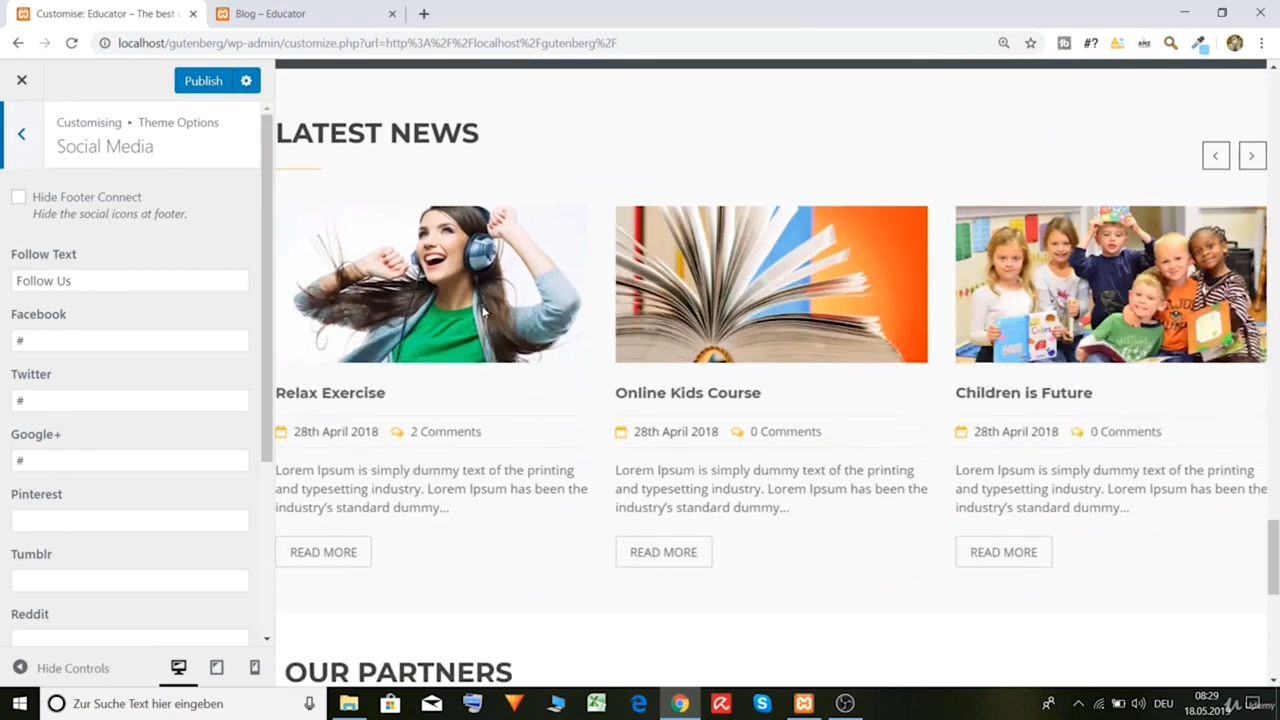 Customise: Educator – The best o
Blog – Educator
localhost/gutenberg/wp-admin/customize.php?url=http%3A%2F%2Flocalhost%2Fgutenberg%2F
#?
Publish
Customising ▸ Theme Options
Social Media
Hide Footer Connect
Hide the social icons at footer.
Follow Text
Follow Us
Facebook
#
Twitter
#
Google+
#
Pinterest
Tumblr
Reddit
Hide Controls
LATEST NEWS
Relax Exercise
28th April 2018 2 Comments
Lorem Ipsum is simply dummy text of the printing
and typesetting industry. Lorem Ipsum has been the
industry’s standard dummy...
READ MORE
Online Kids Course
28th April 2018 0 Comments
Lorem Ipsum is simply dummy text of the printing
and typesetting industry. Lorem Ipsum has been the
industry’s standard dummy...
READ MORE
Children is Future
28th April 2018 0 Comments
Lorem Ipsum is simply dummy text of the printing
and typesetting industry. Lorem Ipsum has been the
industry’s standard dummy...
READ MORE
OUR PARTNERS
Zur Suche Text hier eingeben
DEU
08:29
18.05.2019